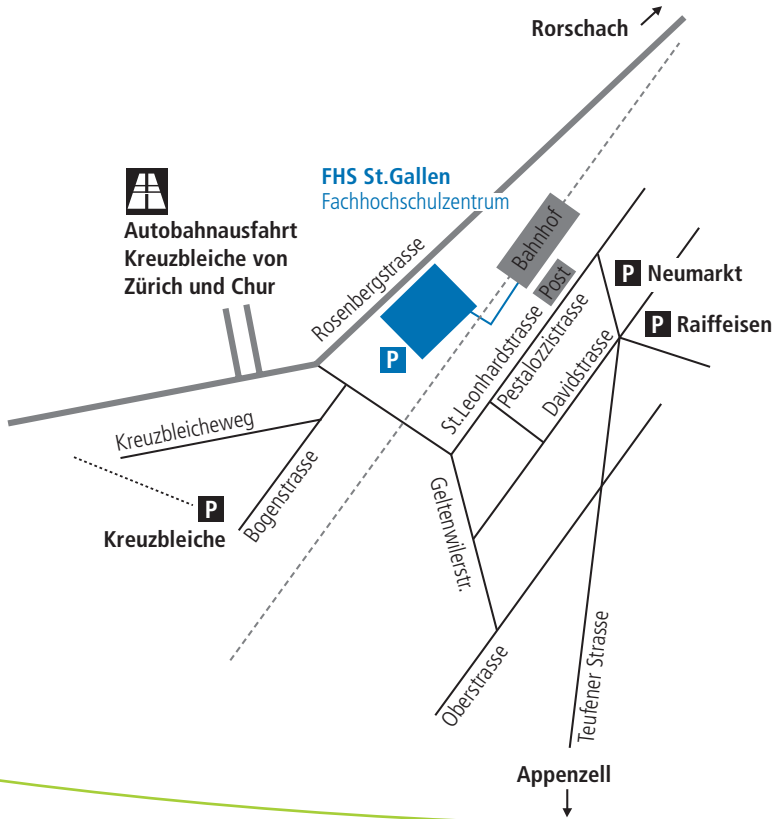 Rorschach
FHS St.Gallen
Fachhochschulzentrum
Autobahnausfahrt
Kreuzbleiche von
Zürich und Chur
Rosenbergstrasse
Bahnhof
Post
P Neumarkt
P Raiffeisen
P
St.Leonhardstrasse
Pestalozzistrasse
Davidstrasse
Kreuzbleicheweg
Bogenstrasse
P
Kreuzbleiche
Geltenwilerstr.
Oberstrasse
Teufener Strasse
Appenzell